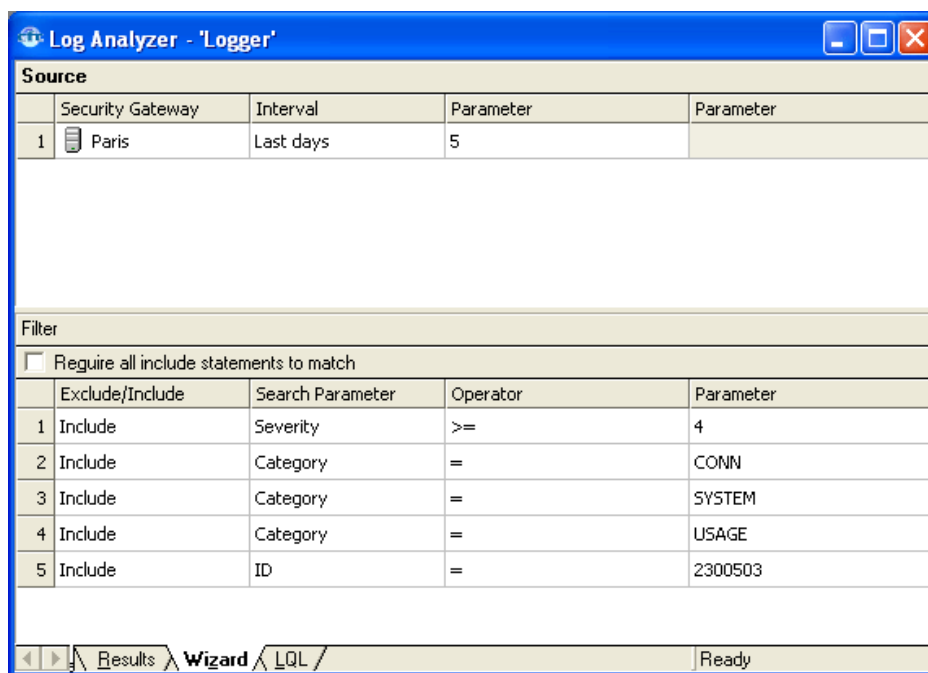 Log Analyzer - 'Logger'
Source
Security Gateway Interval Parameter Parameter
1 Paris Last days 5
Filter
Reguire all include statements to match
Exclude/Include Search Parameter Operator Parameter
1 Include Severity >= 4
2 Include Category = CONN
3 Include Category = SYSTEM
4 Include Category = USAGE
5 Include ID = 2300503
Results Wizard LQL Ready